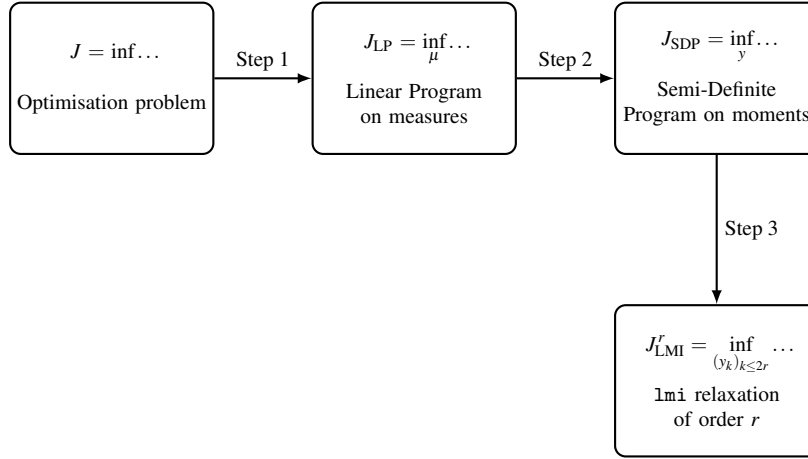 J = inf…
Optimisation problem
Step 1
J_LP = inf_μ …
Linear Program
on measures
Step 2
J_SDP = inf_y …
Semi-Definite
Program on moments
Step 3
J^r_LMI = inf_(y_k)_{k≤2r} …
lmi relaxation
of order r